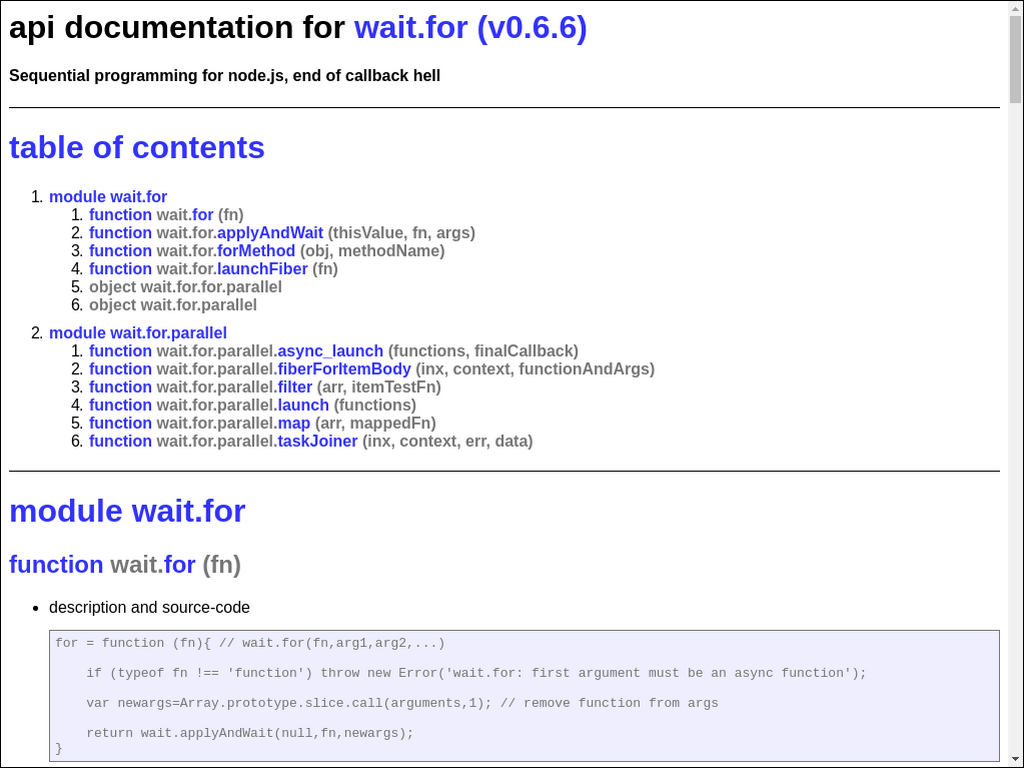 api documentation for wait.for (v0.6.6)
Sequential programming for node.js, end of callback hell
table of contents
1. module wait.for
1. function wait.for (fn)
2. function wait.for.applyAndWait (thisValue, fn, args)
3. function wait.for.forMethod (obj, methodName)
4. function wait.for.launchFiber (fn)
5. object wait.for.for.parallel
6. object wait.for.parallel
2. module wait.for.parallel
1. function wait.for.parallel.async_launch (functions, finalCallback)
2. function wait.for.parallel.fiberForItemBody (inx, context, functionAndArgs)
3. function wait.for.parallel.filter (arr, itemTestFn)
4. function wait.for.parallel.launch (functions)
5. function wait.for.parallel.map (arr, mappedFn)
6. function wait.for.parallel.taskJoiner (inx, context, err, data)
module wait.for
function wait.for (fn)
• description and source-code
for = function (fn){ // wait.for(fn,arg1,arg2,...)
if (typeof fn !== 'function') throw new Error('wait.for: first argument must be an async function');
var newargs=Array.prototype.slice.call(arguments,1); // remove function from args
return wait.applyAndWait(null,fn,newargs);
}